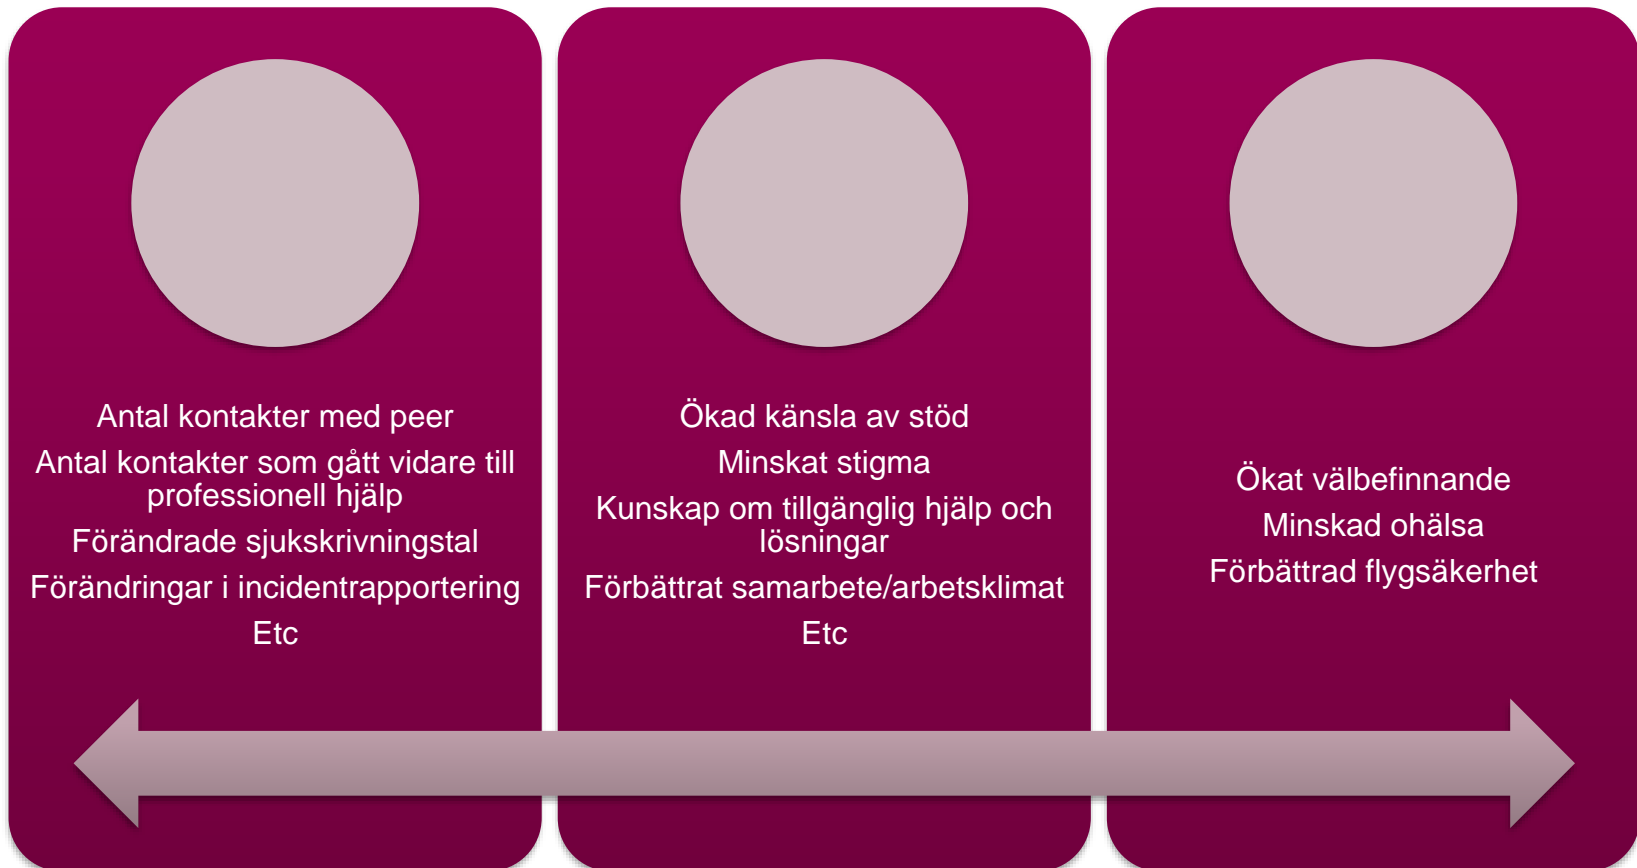 Antal kontakter med peer
Antal kontakter som gått vidare till
professionell hjälp
Förändrade sjukskrivningstal
Förändringar i incidentrapportering
Etc
Ökad känsla av stöd
Minskat stigma
Kunskap om tillgänglig hjälp och
lösningar
Förbättrat samarbete/arbetsklimat
Etc
Ökat välbefinnande
Minskad ohälsa
Förbättrad flygsäkerhet